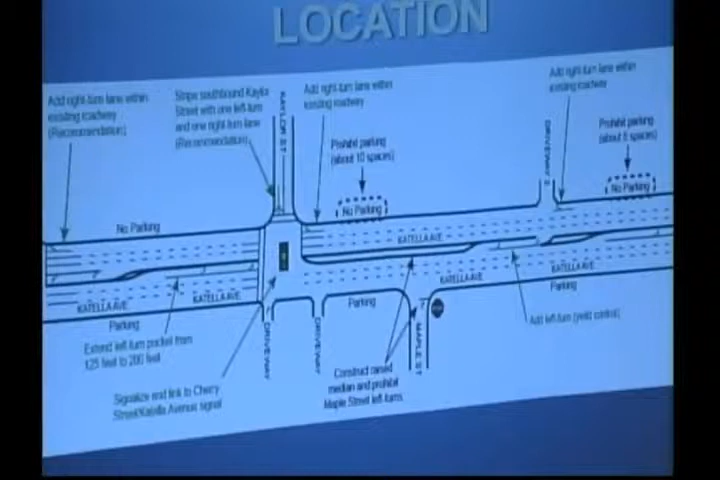 LOCATION
Add right-turn lane within
existing roadway
(Recommendation)
Stripe southbound Kaylor
Street with one left-turn
and one right-turn lane
(Recommendation)
KAYLOR ST
Add right-turn lane within
existing roadway
Prohibit parking
(about 10 spaces)
No Parking
DRIVEWAY 2
Add right-turn lane within
existing roadway
Prohibit parking
(about 6 spaces)
No Parking
No Parking
KATELLA AVE
KATELLA AVE
KATELLA AVE
KATELLA AVE
KATELLA AVE
Parking
Parking
Parking
DRIVEWAY
DRIVEWAY
MAPLE ST
Extend left-turn pocket from
125 feet to 200 feet
Signalize and link to Cherry
Street/Katella Avenue signal
Construct raised
median and prohibit
Maple Street left-turns
Add left-turn (yield control)